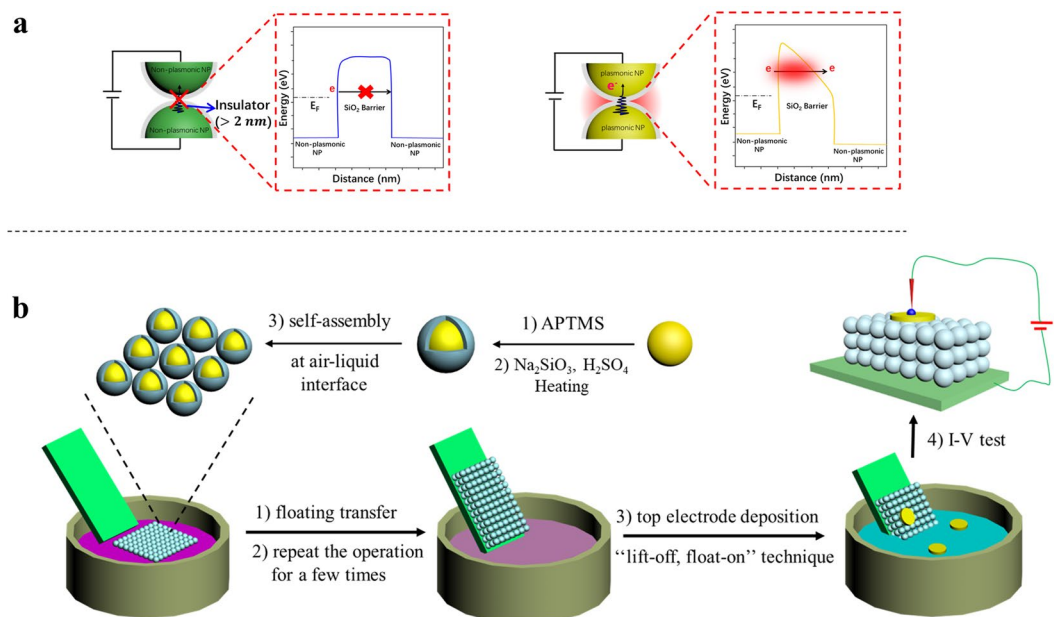 a
Non-plasmonic NP
Non-plasmonic NP
Insulator
(> 2 nm)
Energy (eV)
e
E_F
SiO₂ Barrier
Non-plasmonic
NP
Non-plasmonic
NP
Distance (nm)
plasmonic NP
e⁻
plasmonic NP
Energy (eV)
e
e
E_F
SiO₂ Barrier
Non-plasmonic
NP
Non-plasmonic
NP
Distance (nm)
b
3) self-assembly
at air-liquid
interface
1) APTMS
2) Na₂SiO₃, H₂SO₄
Heating
4) I-V test
1) floating transfer
2) repeat the operation
for a few times
3) top electrode deposition
“lift-off, float-on” technique